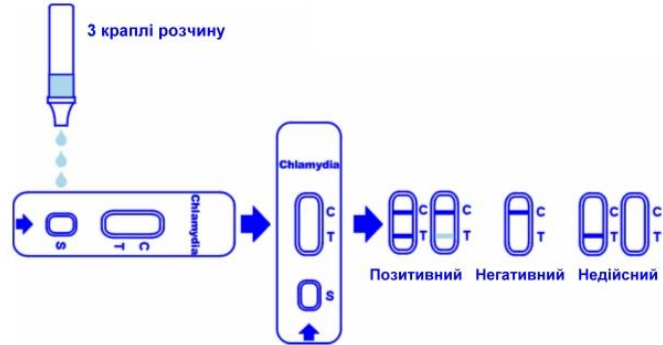 3 краплі розчину
S
T C
Chlamydia
Chlamydia
C
T
S
C C C C
T T T T
Позитивний Негативний Недійсний